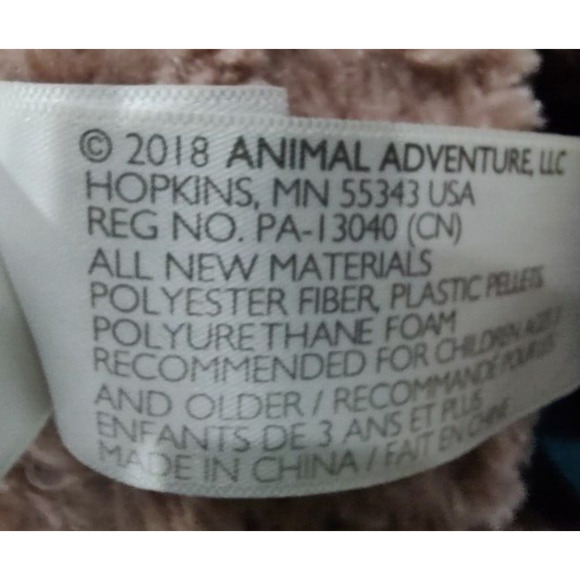 © 2018 ANIMAL ADVENTURE, LLC
HOPKINS, MN 55343 USA
REG NO. PA-13040 (CN)
ALL NEW MATERIALS
POLYESTER FIBER, PLASTIC PELLETS,
POLYURETHANE FOAM
RECOMMENDED FOR CHILDREN AGES 3
AND OLDER / RECOMMANDÉ POUR LES
ENFANTS DE 3 ANS ET PLUS
MADE IN CHINA / FAIT EN CHINE